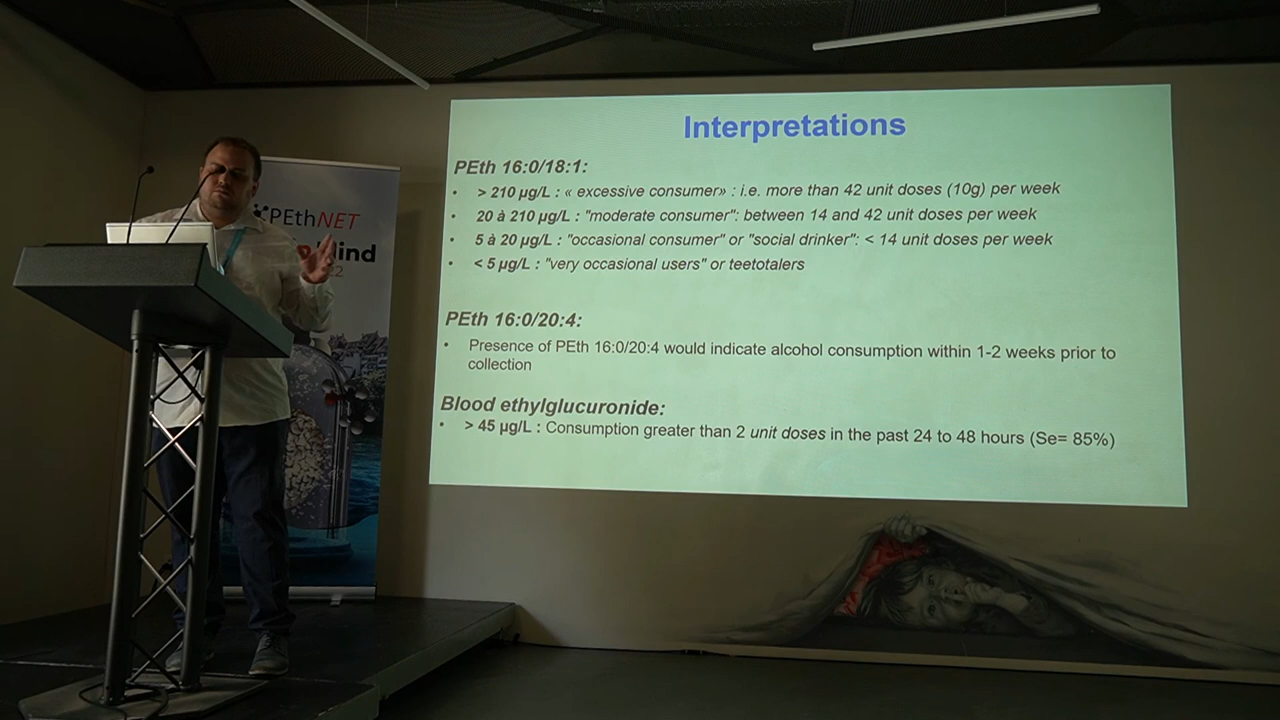 Interpretations
PEth 16:0/18:1:
• > 210 µg/L : « excessive consumer» : i.e. more than 42 unit doses (10g) per week
• 20 à 210 µg/L : "moderate consumer": between 14 and 42 unit doses per week
• 5 à 20 µg/L : "occasional consumer" or "social drinker": < 14 unit doses per week
• < 5 µg/L : "very occasional users" or teetotalers
PEth 16:0/20:4:
• Presence of PEth 16:0/20:4 would indicate alcohol consumption within 1-2 weeks prior to
collection
Blood ethylglucuronide:
• > 45 µg/L : Consumption greater than 2 unit doses in the past 24 to 48 hours (Se= 85%)
PEthNET